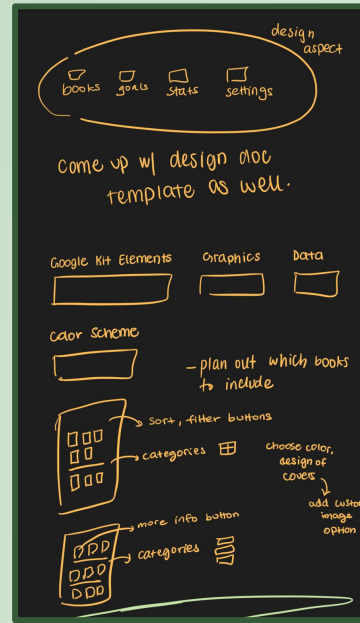 design
aspect
books goals stats settings
come up w/ design doc
template as well.
Google Kit Elements Graphics Data
Color Scheme
- plan out which books
to include
sort, filter buttons
categories
choose color,
design of
covers
add custom
image
option
more info button
categories